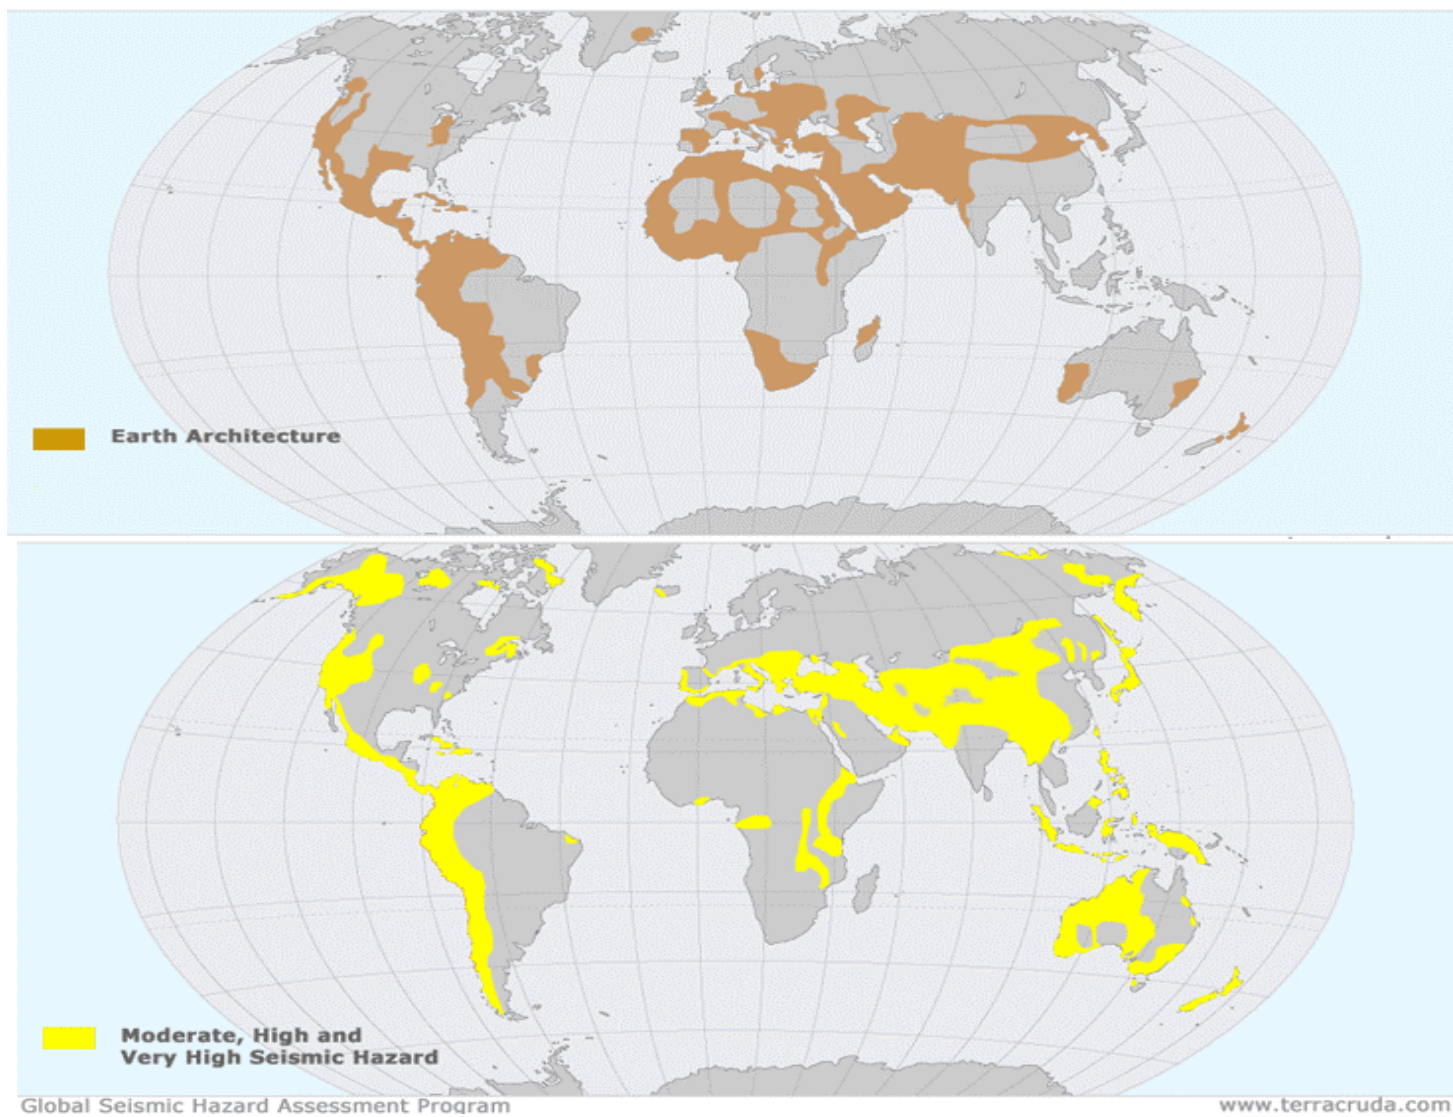 Earth Architecture
Moderate, High and
Very High Seismic Hazard
Global Seismic Hazard Assessment Program
www.terracruda.com